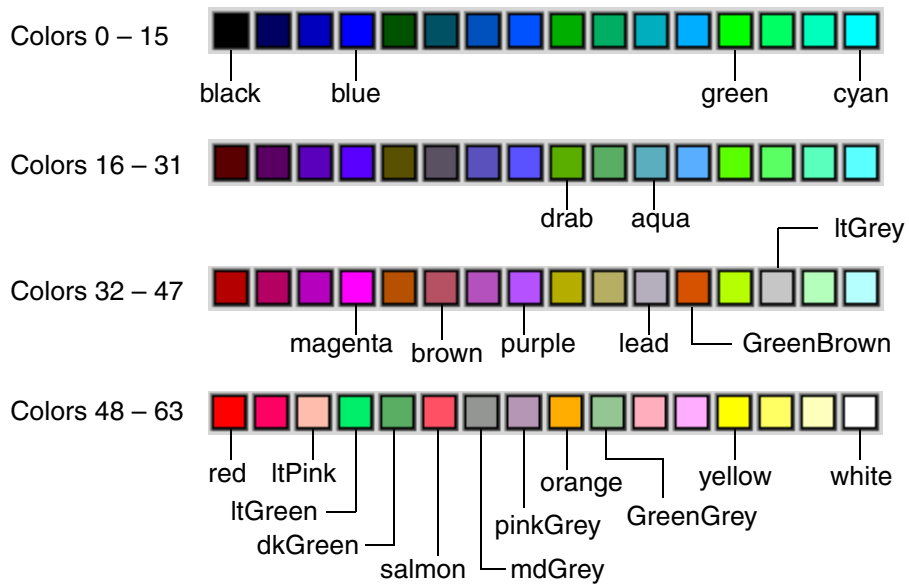 Colors 0 – 15
black blue green cyan
Colors 16 – 31
drab aqua
ltGrey
Colors 32 – 47
magenta brown purple lead GreenBrown
Colors 48 – 63
red ltPink orange yellow white
ltGreen pinkGrey GreenGrey
dkGreen
salmon mdGrey